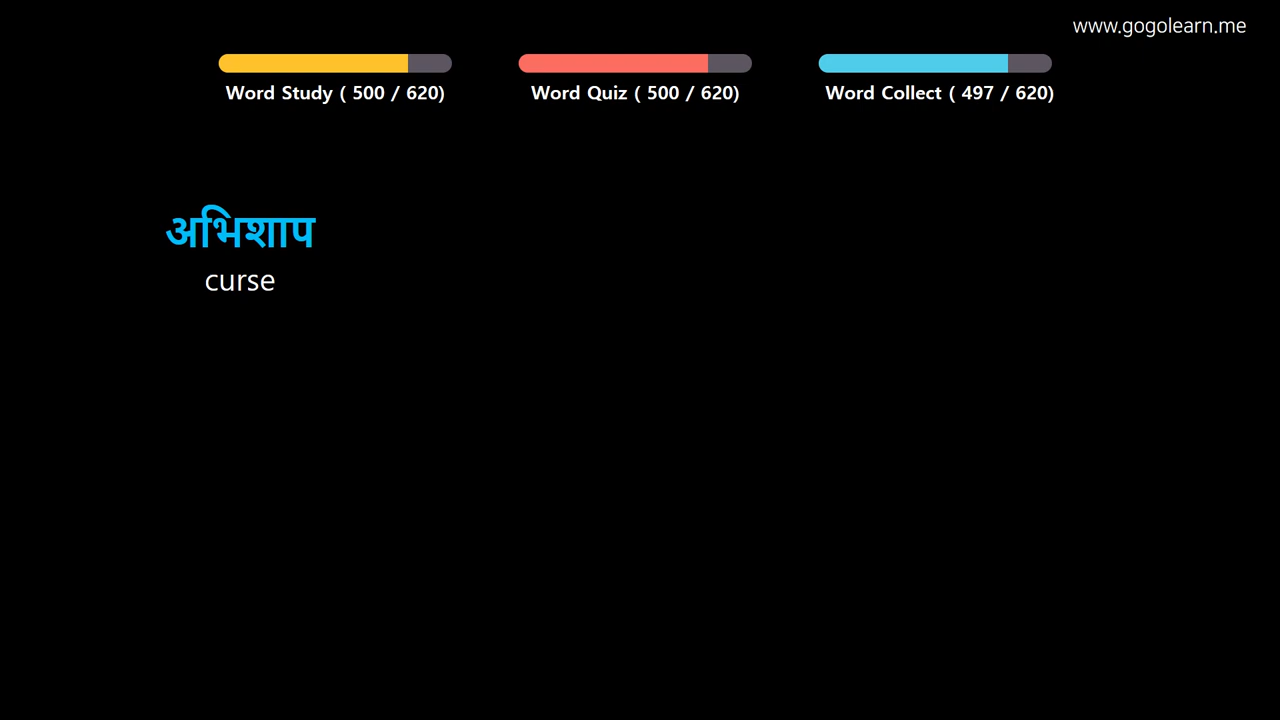 www.gogolearn.me
Word Study ( 500 / 620)
Word Quiz ( 500 / 620)
Word Collect ( 497 / 620)
अभिशाप
curse